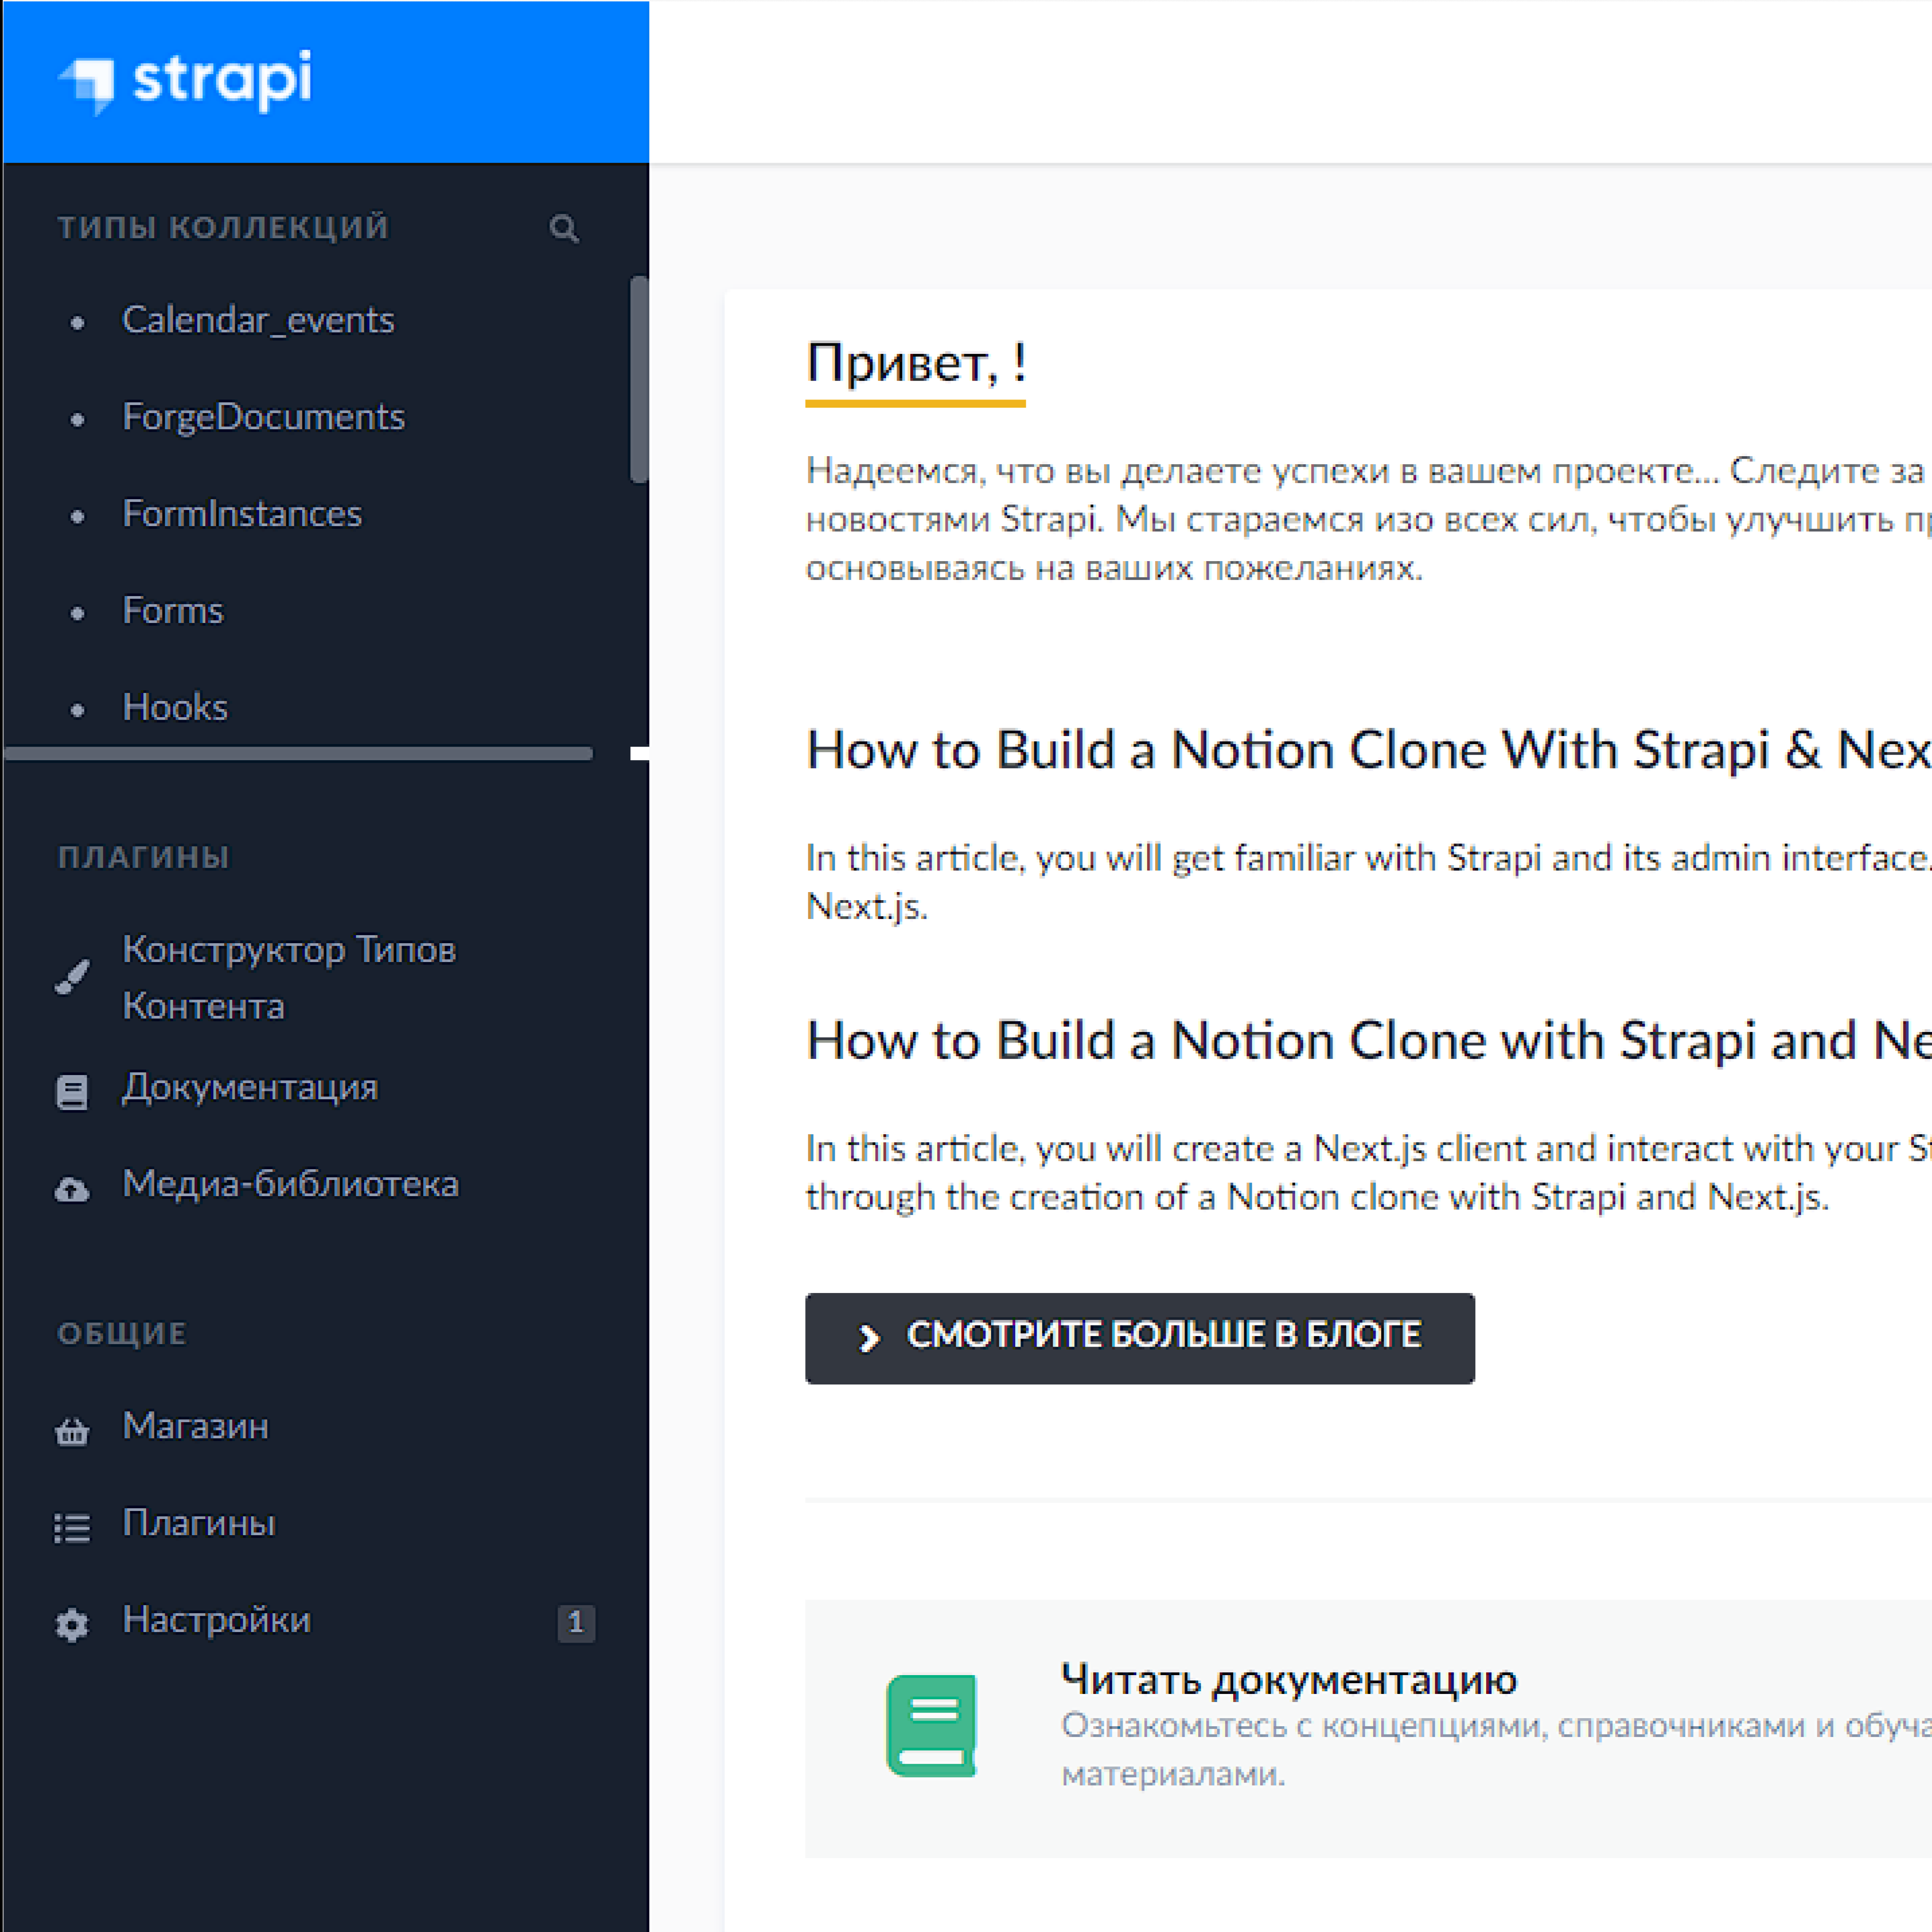 strapi
ТИПЫ КОЛЛЕКЦИЙ
Calendar_events
ForgeDocuments
FormInstances
Forms
Hooks
ПЛАГИНЫ
Конструктор Типов
Контента
Документация
Медиа-библиотека
ОБЩИЕ
Магазин
Плагины
Настройки 1
Привет, !
Надеемся, что вы делаете успехи в вашем проекте... Следите за
новостями Strapi. Мы стараемся изо всех сил, чтобы улучшить
основываясь на ваших пожеланиях.
How to Build a Notion Clone With Strapi &
In this article, you will get familiar with Strapi and its admin interface.
Next.js.
How to Build a Notion Clone with Strapi and
In this article, you will create a Next.js client and interact with your
through the creation of a Notion clone with Strapi and Next.js.
СМОТРИТЕ БОЛЬШЕ В БЛОГЕ
Читать документацию
Ознакомьтесь с концепциями, справочниками и
материалами.